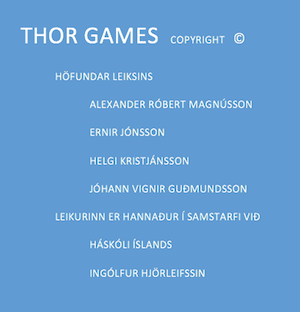 THOR GAMES COPYRIGHT ©
HÖFUNDAR LEIKSINS
ALEXANDER RÓBERT MAGNÚSSON
ERNIR JÓNSSON
HELGI KRISTJÁNSSON
JÓHANN VIGNIR GUÐMUNDSSON
LEIKURINN ER HANNAÐUR Í SAMSTARFI VIÐ
HÁSKÓLI ÍSLANDS
INGÓLFUR HJÖRLEIFSSIN